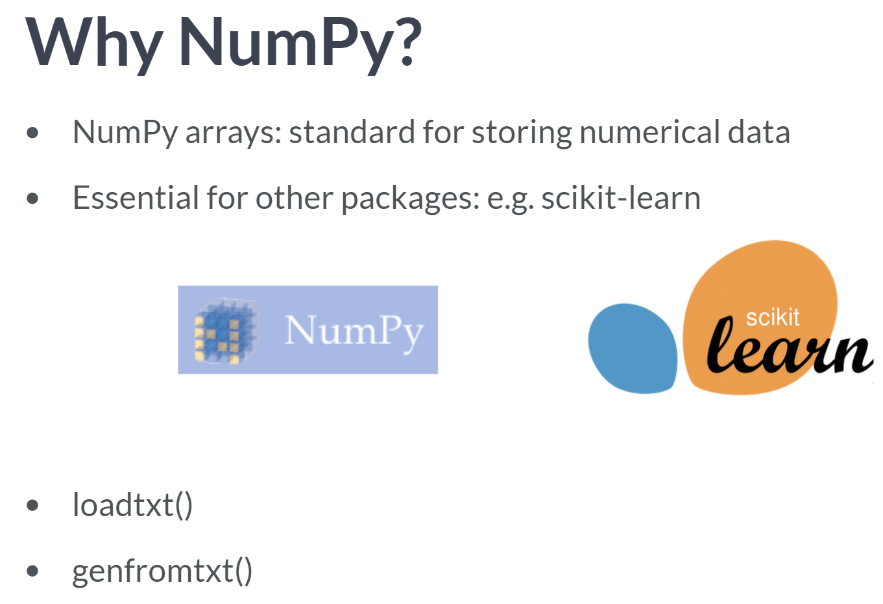 Why NumPy?
• NumPy arrays: standard for storing numerical data
• Essential for other packages: e.g. scikit-learn
NumPy
scikit
learn
• loadtxt()
• genfromtxt()